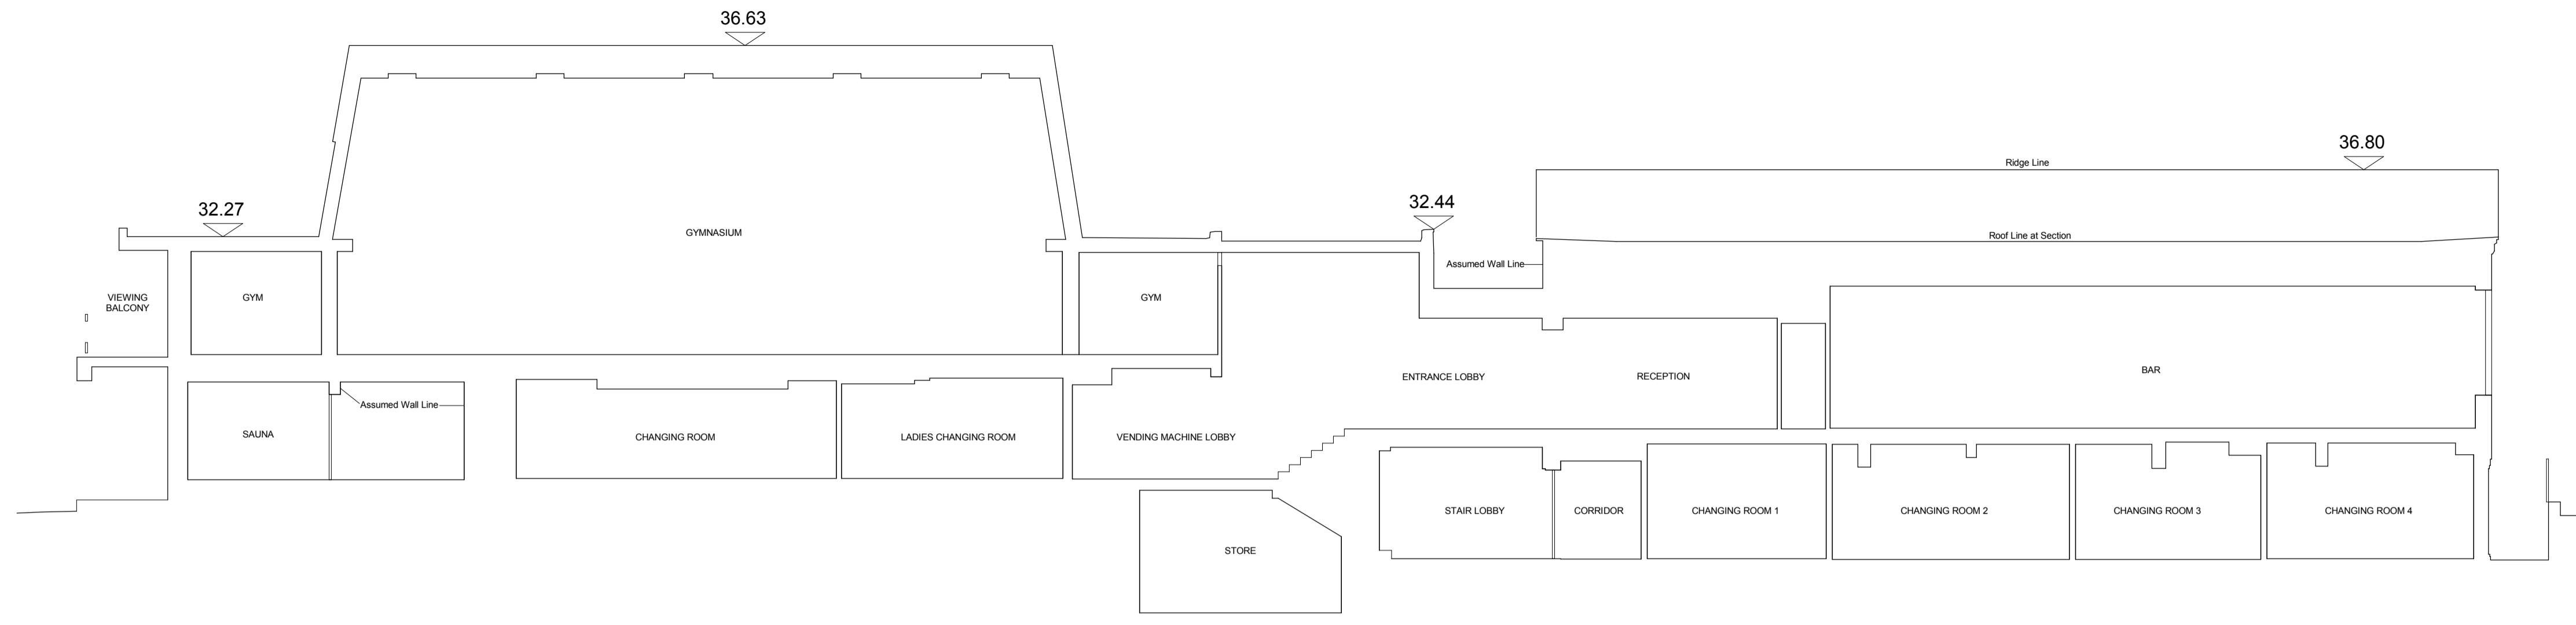 36.63
36.80
Ridge Line
32.27
32.44
GYMNASIUM
Roof Line at Section
Assumed Wall Line
VIEWING
BALCONY
GYM
GYM
ENTRANCE LOBBY
RECEPTION
BAR
Assumed Wall Line
SAUNA
CHANGING ROOM
LADIES CHANGING ROOM
VENDING MACHINE LOBBY
STAIR LOBBY
CORRIDOR
CHANGING ROOM 1
CHANGING ROOM 2
CHANGING ROOM 3
CHANGING ROOM 4
STORE